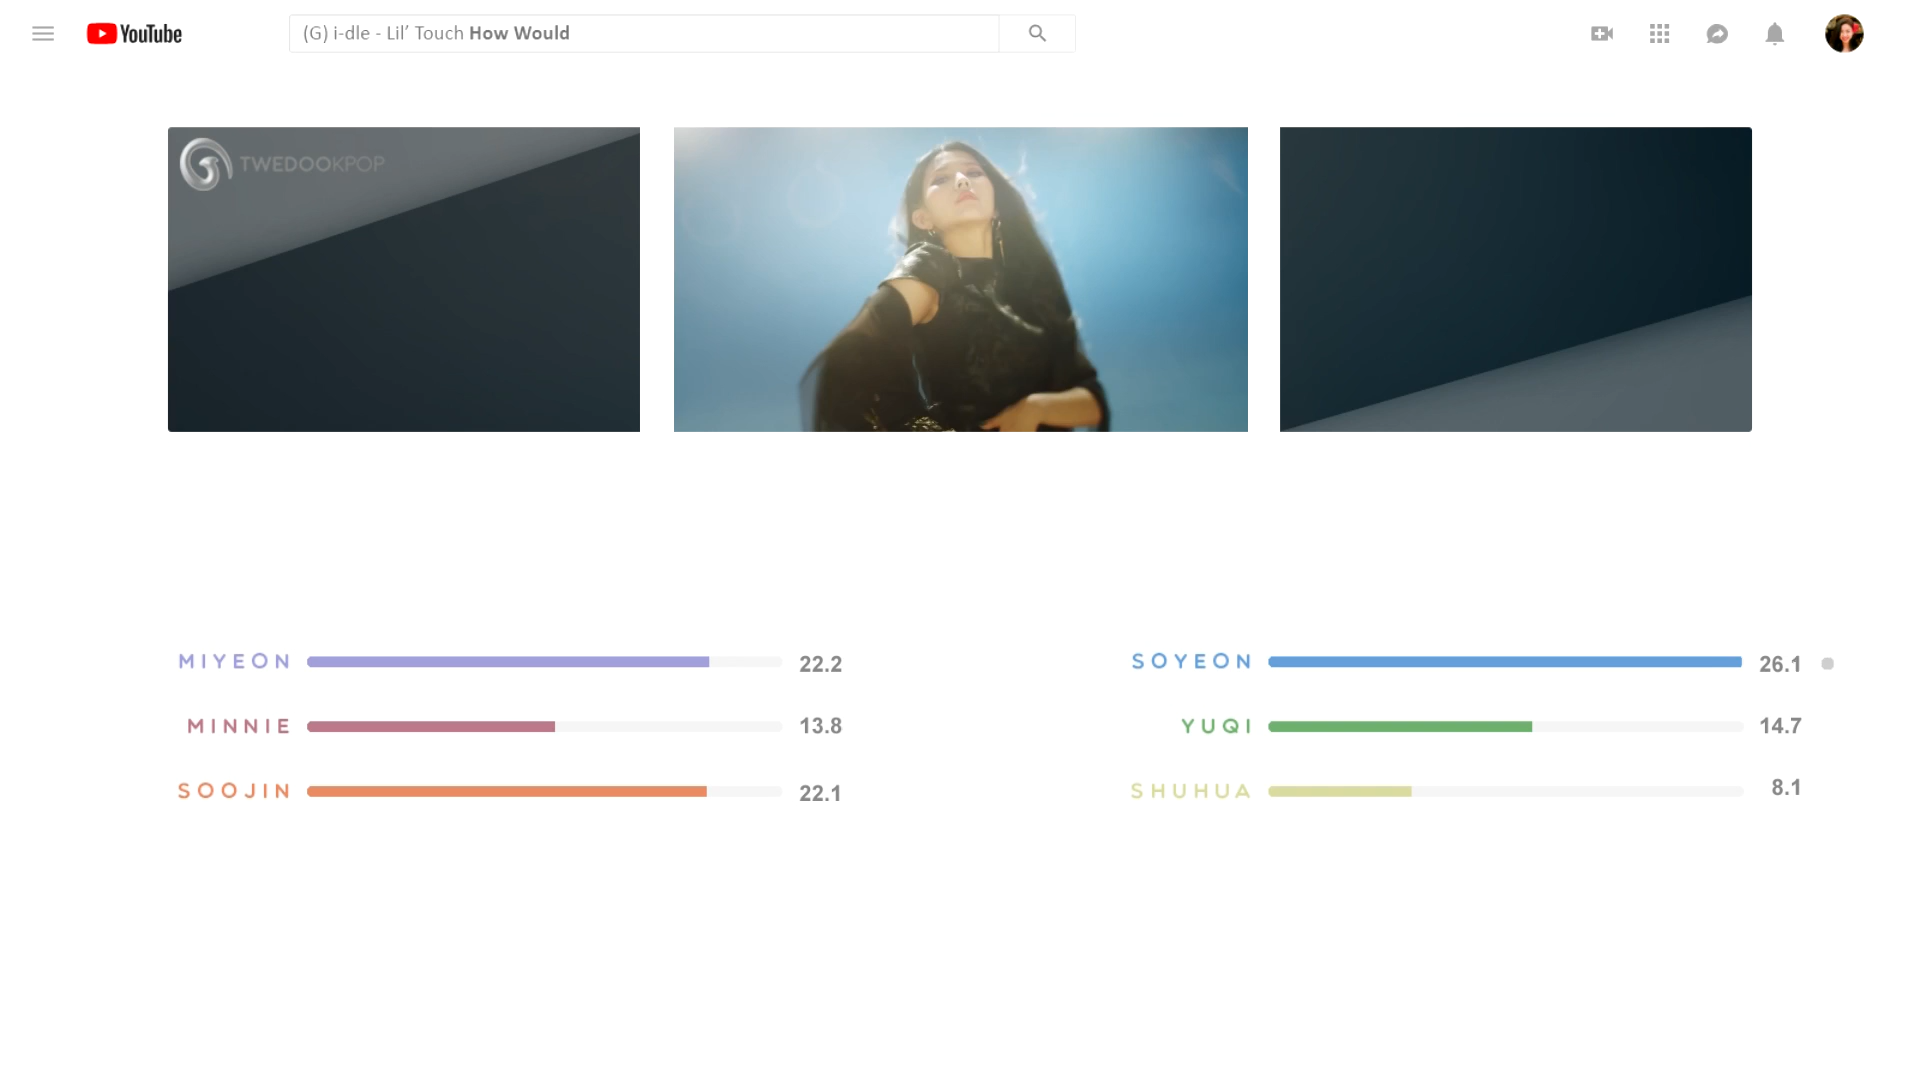 YouTube
(G) i-dle - Lil’ Touch How Would
TWEDOOKPOP
MIYEON 22.2
MINNIE 13.8
SOOJIN 22.1
SOYEON 26.1
YUQI 14.7
SHUHUA 8.1